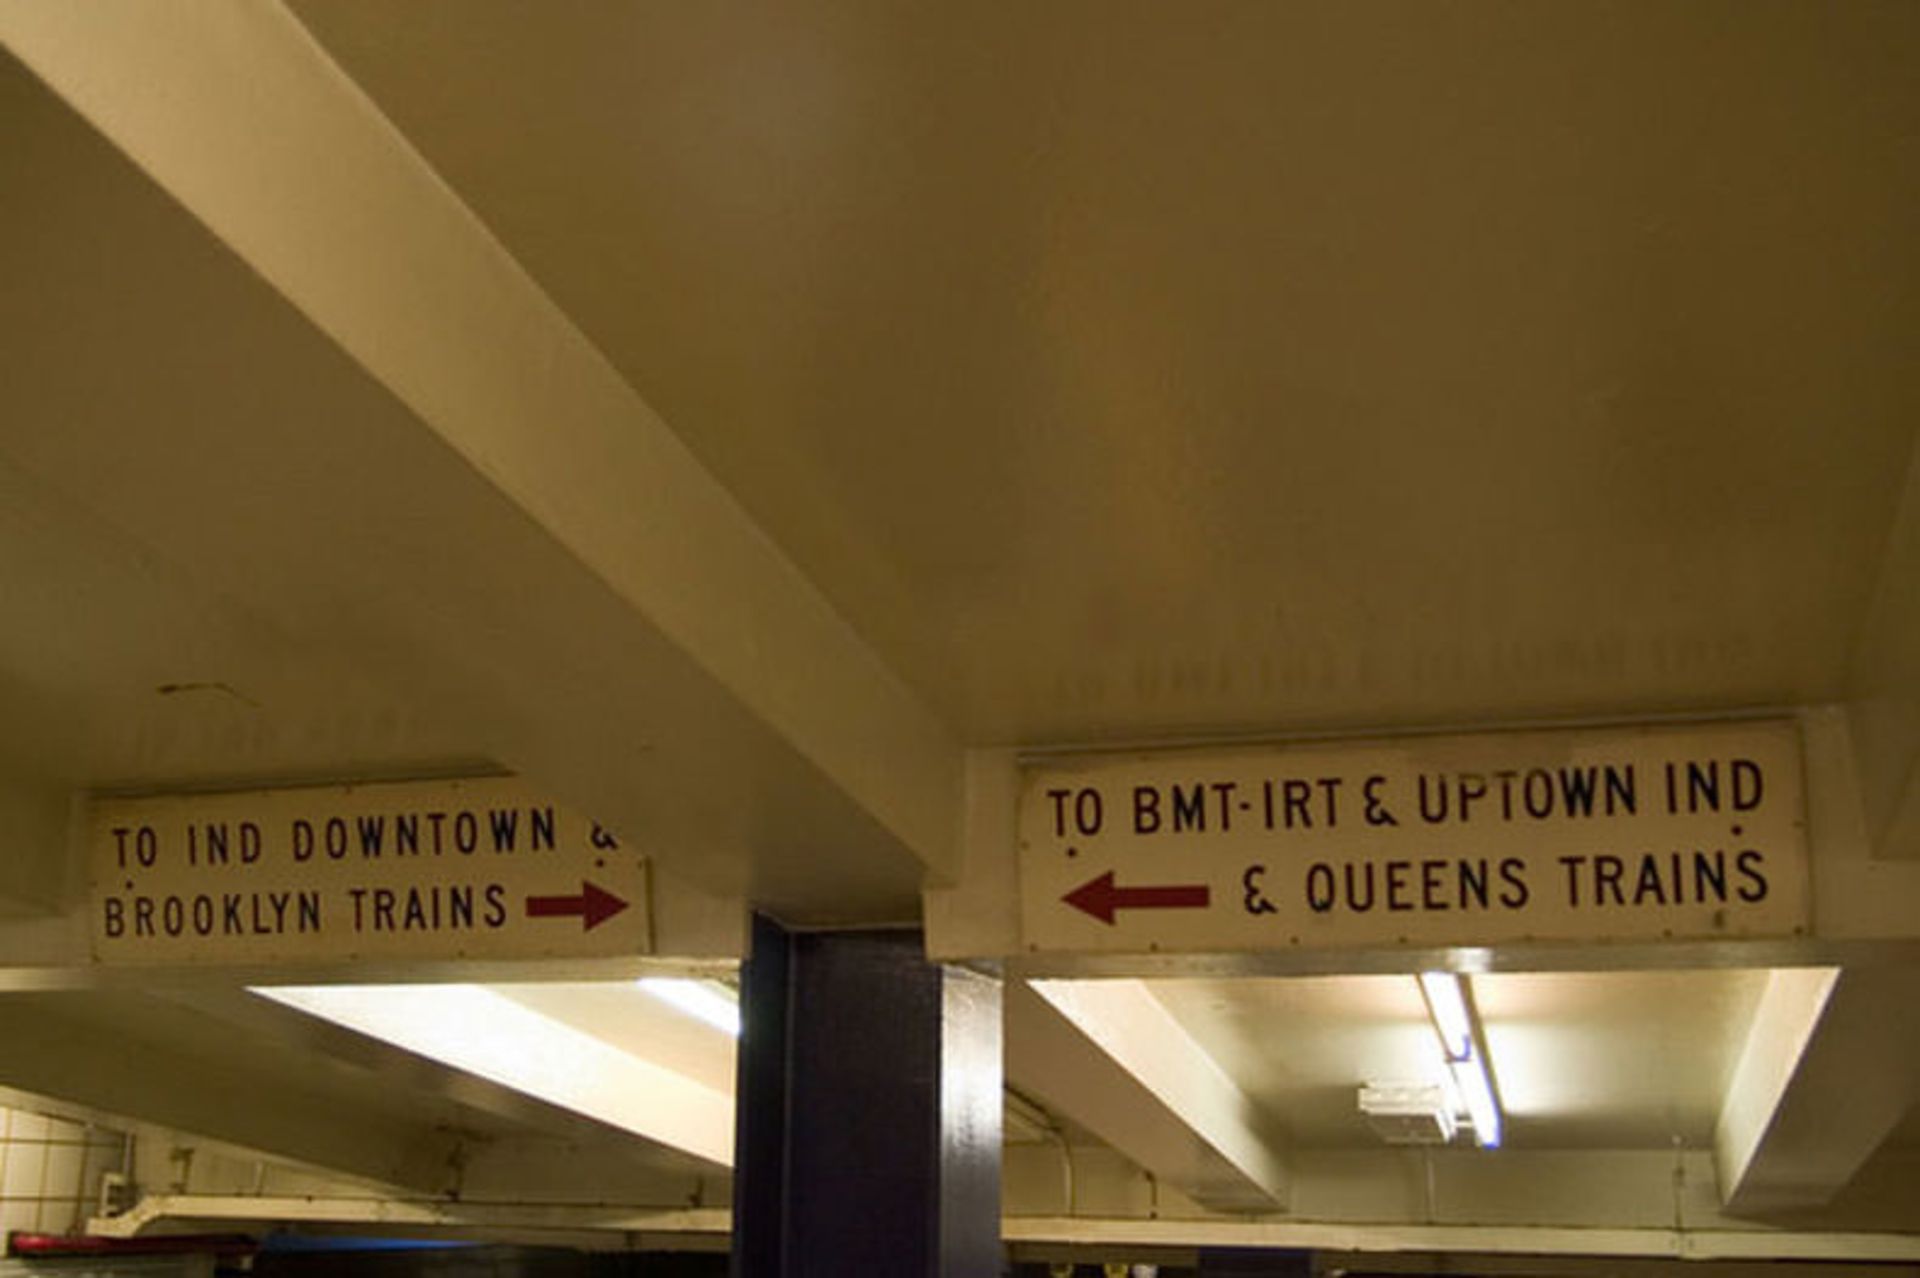 TO IND DOWNTOWN &
BROOKLYN TRAINS
TO BMT-IRT & UPTOWN IND
& QUEENS TRAINS